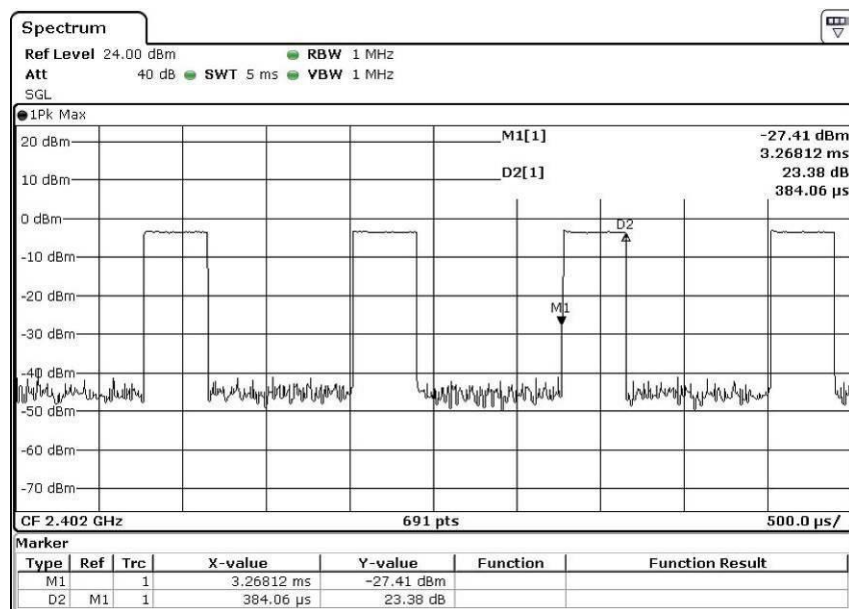 Spectrum
Ref Level 24.00 dBm RBW 1 MHz
Att 40 dB SWT 5 ms VBW 1 MHz
SGL
1Pk Max
20 dBm
10 dBm
0 dBm
-10 dBm
-20 dBm
-30 dBm
-40 dBm
-50 dBm
-60 dBm
-70 dBm
M1[1] -27.41 dBm
3.26812 ms
D2[1] 23.38 dB
384.06 µs
D2
M1
CF 2.402 GHz 691 pts 500.0 µs/
Marker
Type Ref Trc X-value Y-value Function Function Result
M1 1 3.26812 ms -27.41 dBm
D2 M1 1 384.06 µs 23.38 dB